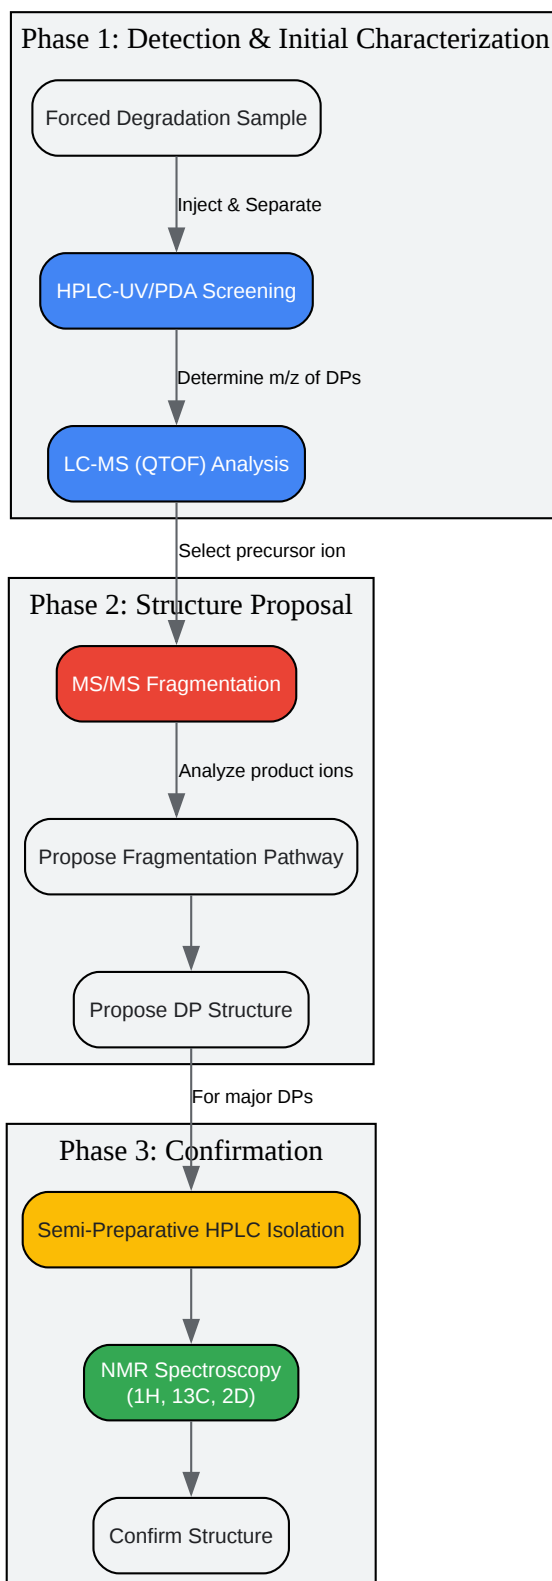 Phase 1: Detection & Initial Characterization
Forced Degradation Sample
Inject & Separate
HPLC-UV/PDA Screening
Determine m/z of DPs
LC-MS (QTOF) Analysis
Select precursor ion
Phase 2: Structure Proposal
MS/MS Fragmentation
Analyze product ions
Propose Fragmentation Pathway
Propose DP Structure
For major DPs
Phase 3: Confirmation
Semi-Preparative HPLC Isolation
NMR Spectroscopy
(1H, 13C, 2D)
Confirm Structure